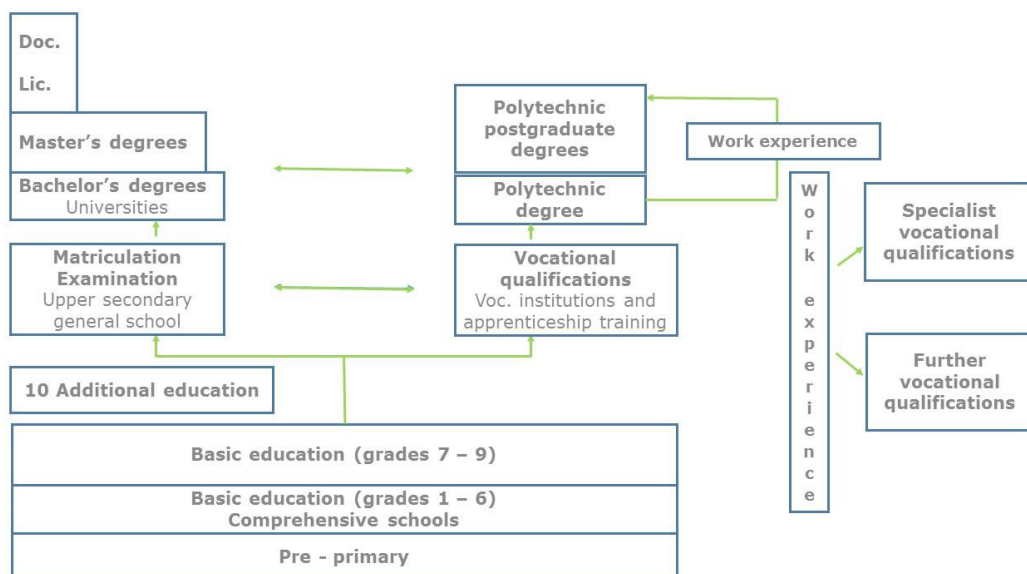 Doc.
Lic.
Master's degrees
Bachelor's degrees
Universities
Matriculation
Examination
Upper secondary
general school
Polytechnic
postgraduate
degrees
Polytechnic
degree
Vocational
qualifications
Voc. institutions and
apprenticeship training
Work experience
Work experience
Specialist
vocational
qualifications
Further
vocational
qualifications
10 Additional education
Basic education (grades 7 – 9)
Basic education (grades 1 – 6)
Comprehensive schools
Pre - primary